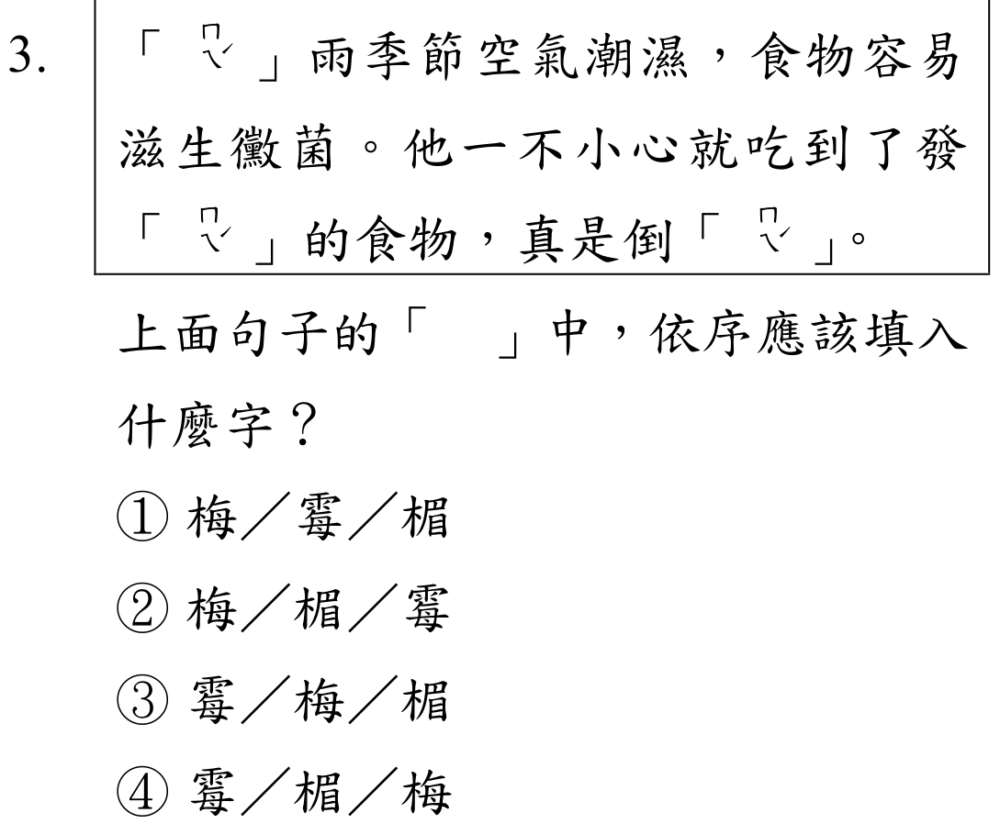 3. 「ㄇㄟˊ」雨季節空氣潮濕，食物容易
滋生黴菌。他一不小心就吃到了發
「ㄇㄟˊ」的食物，真是倒「ㄇㄟˊ」。
上面句子的「　」中，依序應該填入
什麼字？
① 梅／霉／楣
② 梅／楣／霉
③ 霉／梅／楣
④ 霉／楣／梅